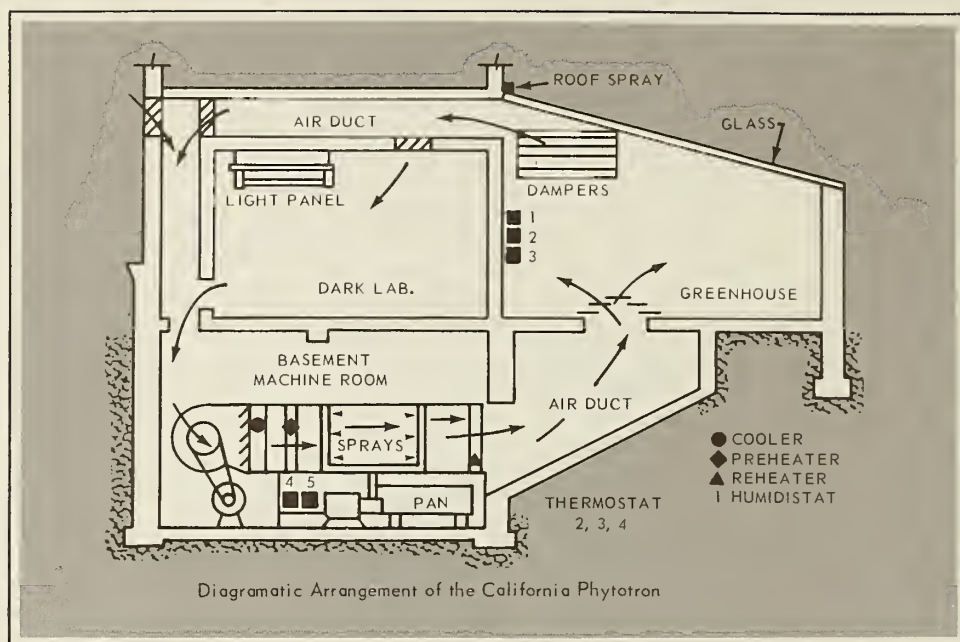 ROOF SPRAY
GLASS
AIR DUCT
LIGHT PANEL
DAMPERS
1
2
3
DARK LAB.
GREENHOUSE
BASEMENT
MACHINE ROOM
AIR DUCT
SPRAYS
4 5
PAN
THERMOSTAT
2, 3, 4
COOLER
PREHEATER
REHEATER
1 HUMIDISTAT
Diagramatic Arrangement of the California Phytotron